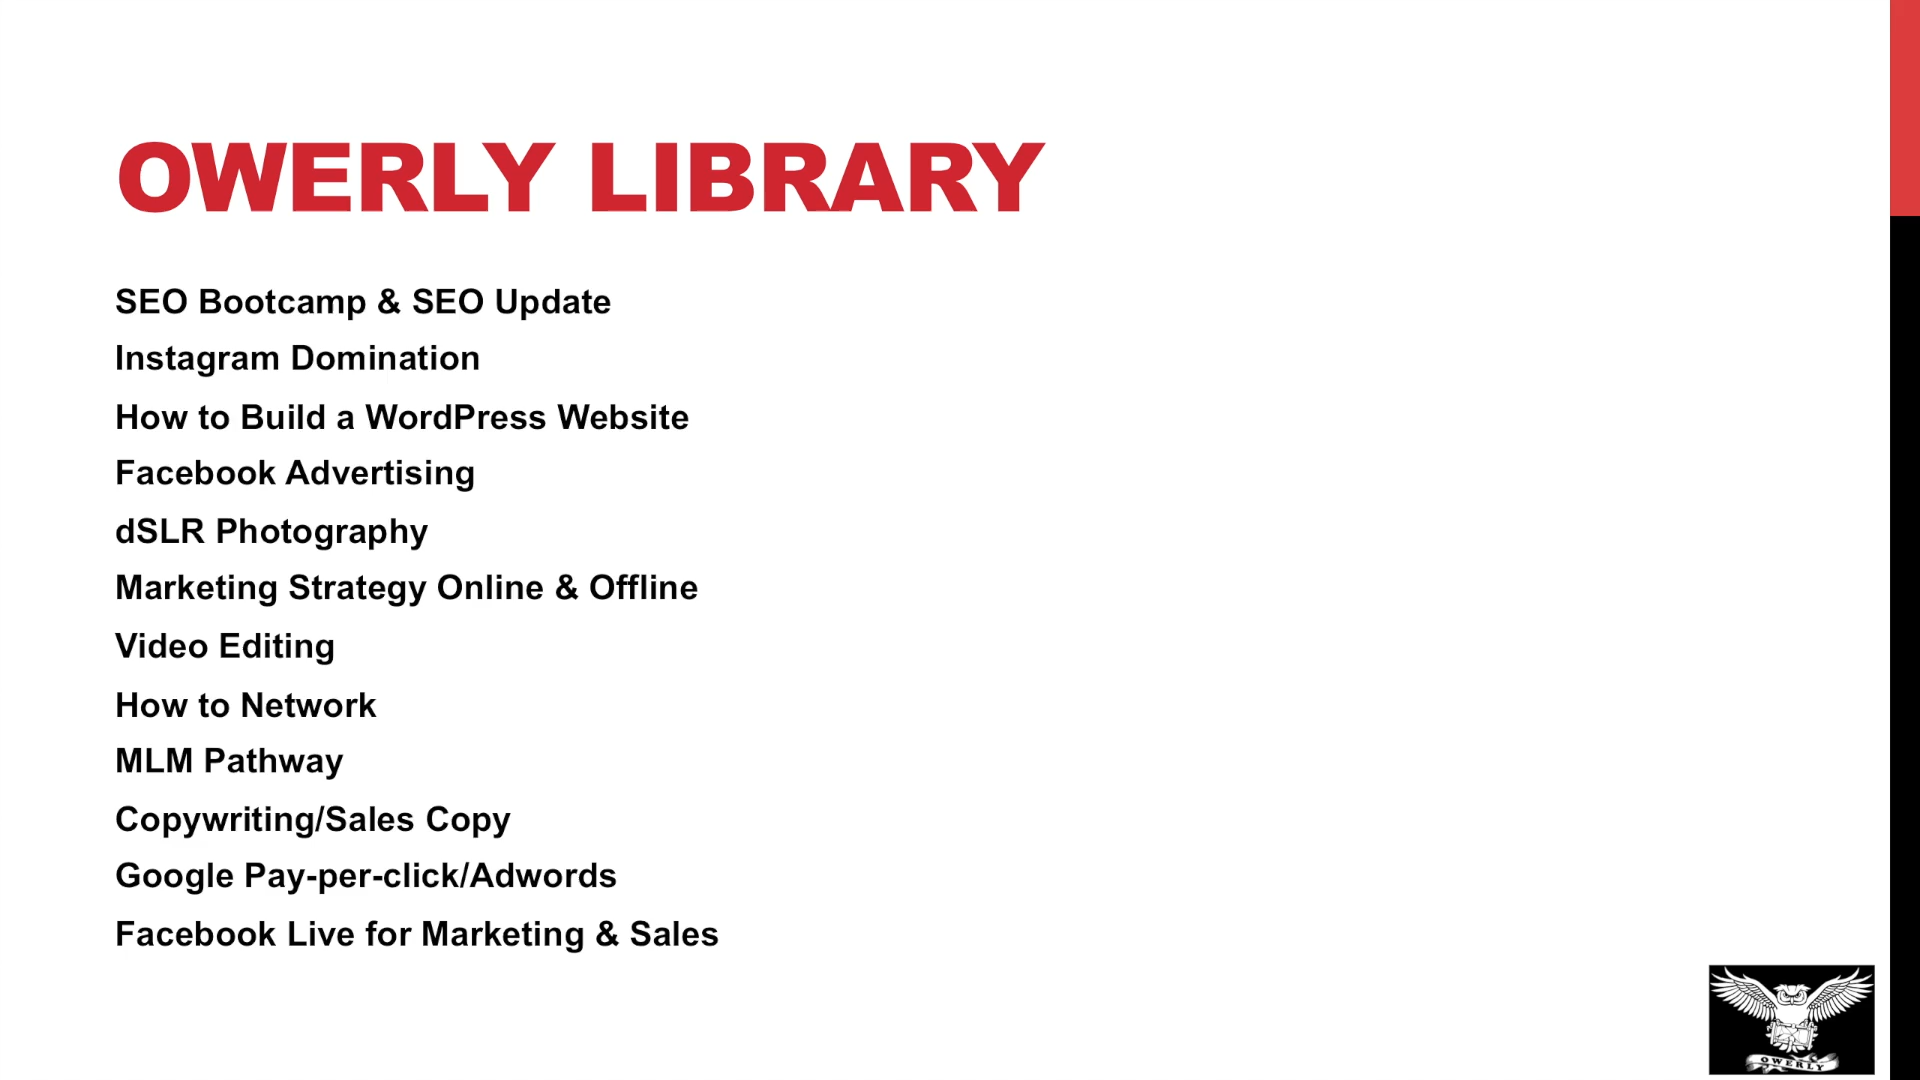 OWERLY LIBRARY
SEO Bootcamp & SEO Update
Instagram Domination
How to Build a WordPress Website
Facebook Advertising
dSLR Photography
Marketing Strategy Online & Offline
Video Editing
How to Network
MLM Pathway
Copywriting/Sales Copy
Google Pay-per-click/Adwords
Facebook Live for Marketing & Sales
OWERLY